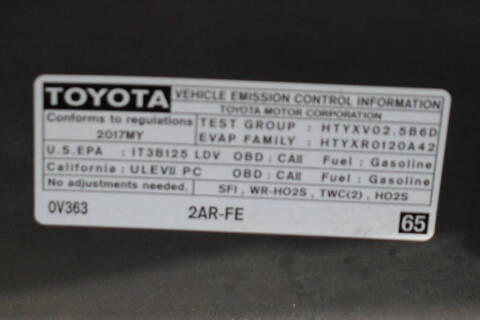 TOYOTA VEHICLE EMISSION CONTROL INFORMATION
TOYOTA MOTOR CORPORATION
Conforms to regulations TEST GROUP : HTYXV02.5B6D
2017MY EVAP FAMILY : HTYXR0120A42
U.S.EPA : IT3B125 LDV OBD : CAII Fuel : Gasoline
California : ULEVII PC OBD : CAII Fuel : Gasoline
No adjustments needed. SFI , WR-HO2S , TWC(2) , HO2S
0V363 2AR-FE 65